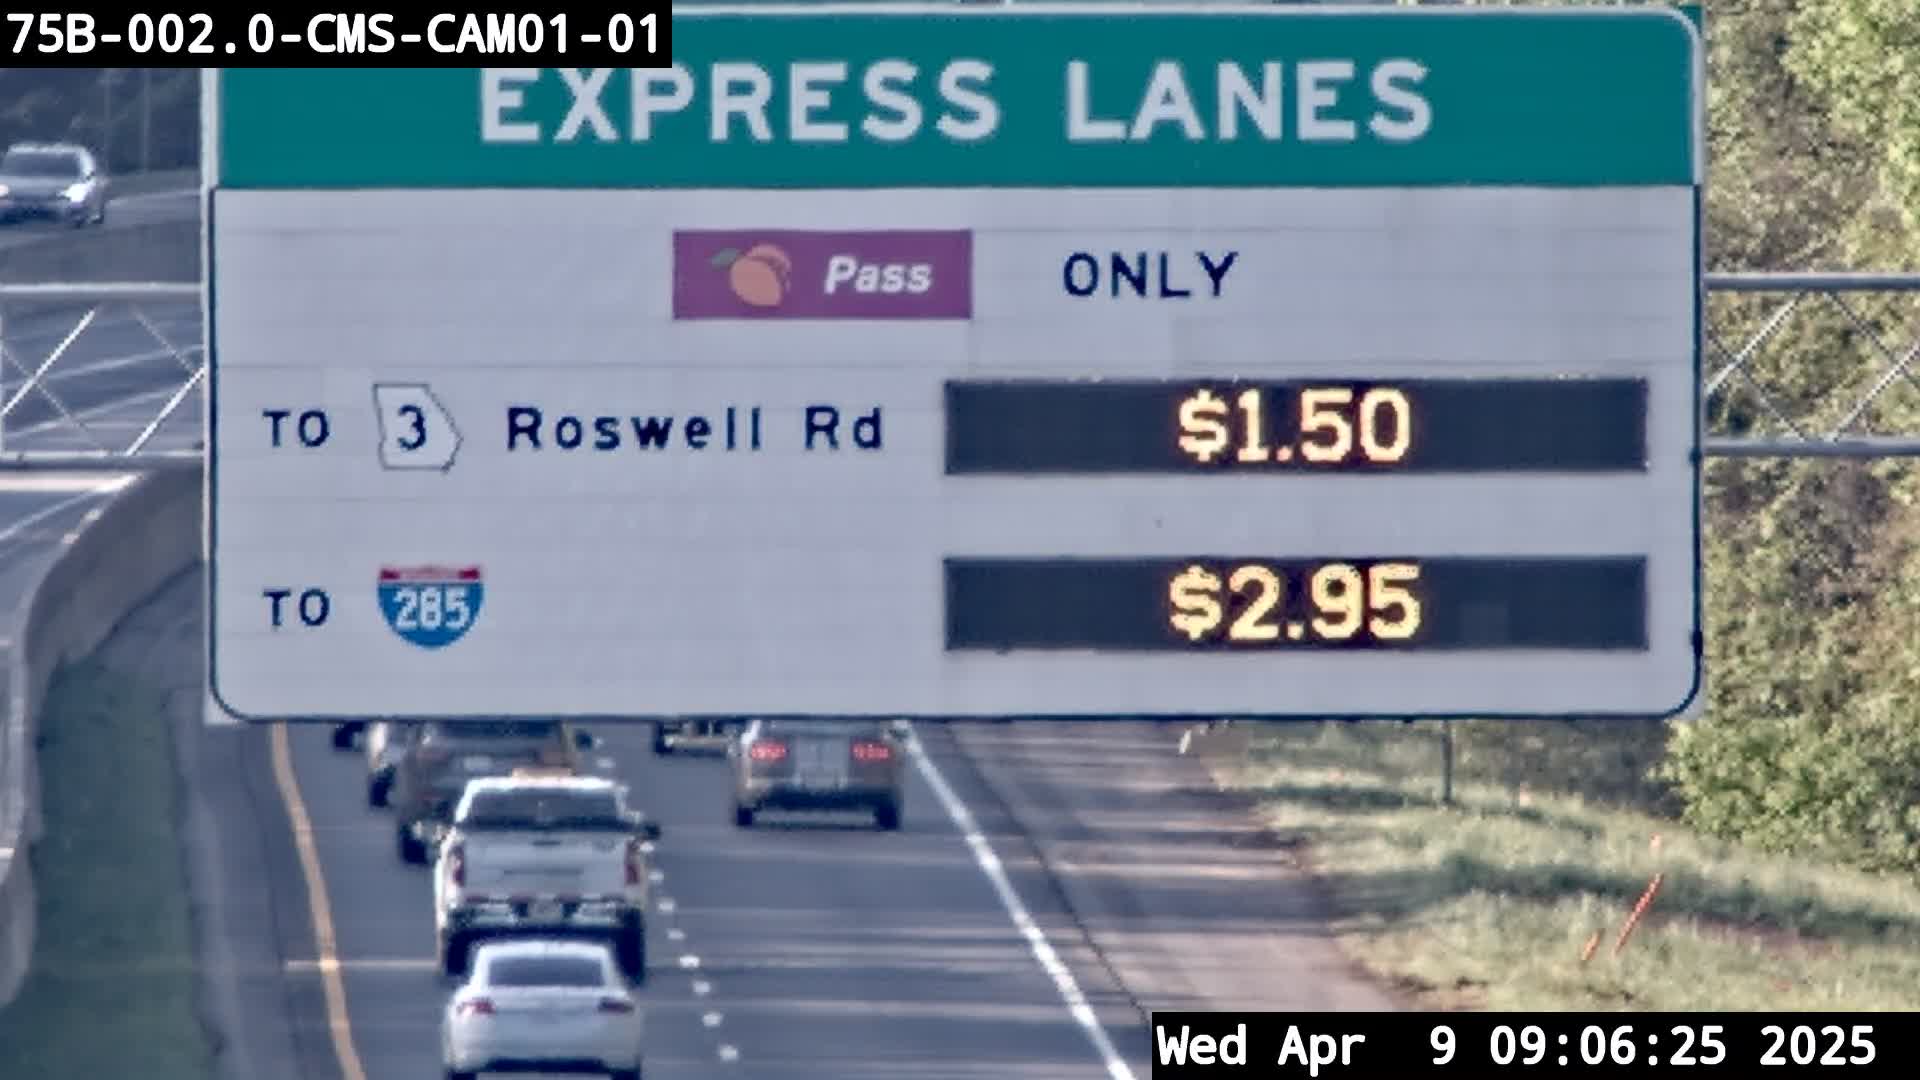 75B-002.0-CMS-CAM01-01
EXPRESS LANES
Pass ONLY
TO 3 Roswell Rd $1.50
TO 285 $2.95
Wed Apr 9 09:06:25 2025